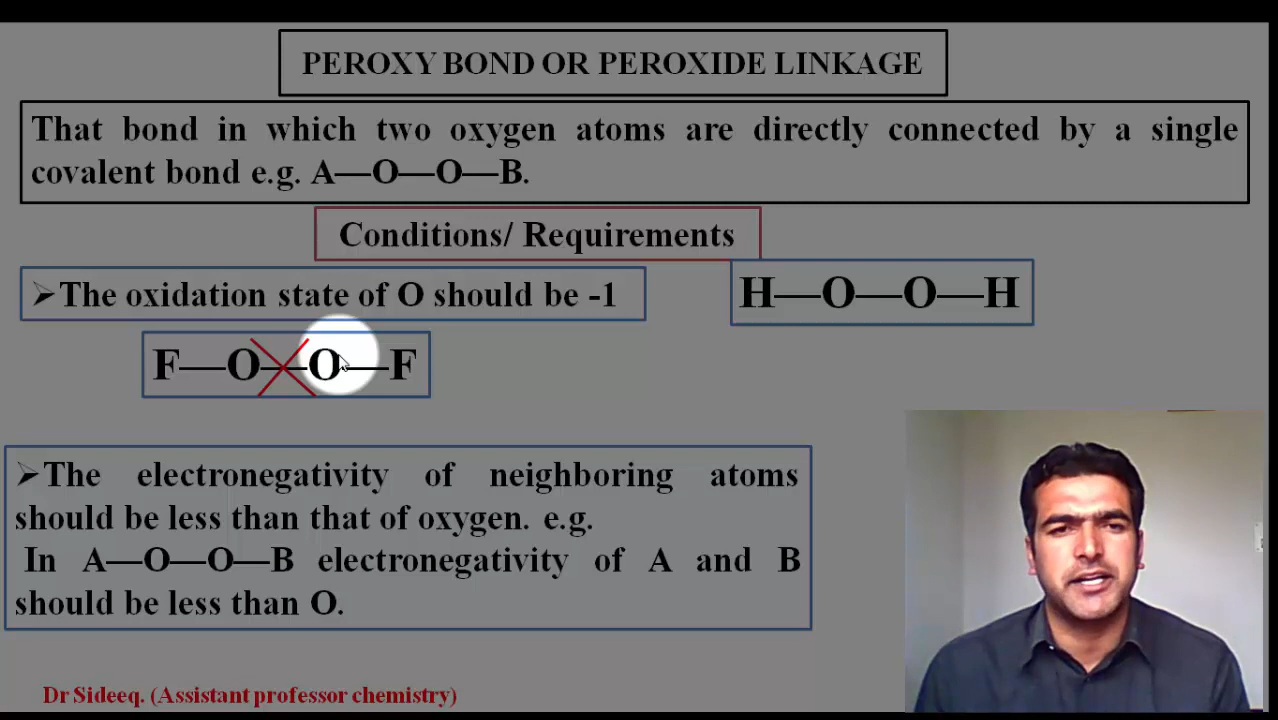 PEROXY BOND OR PEROXIDE LINKAGE
That bond in which two oxygen atoms are directly connected by a single
covalent bond e.g. A—O—O—B.
Conditions/ Requirements
➢The oxidation state of O should be -1
H—O—O—H
F—O—O—F
➢The electronegativity of neighboring atoms
should be less than that of oxygen. e.g.
In A—O—O—B electronegativity of A and B
should be less than O.
Dr Sideeq. (Assistant professor chemistry)